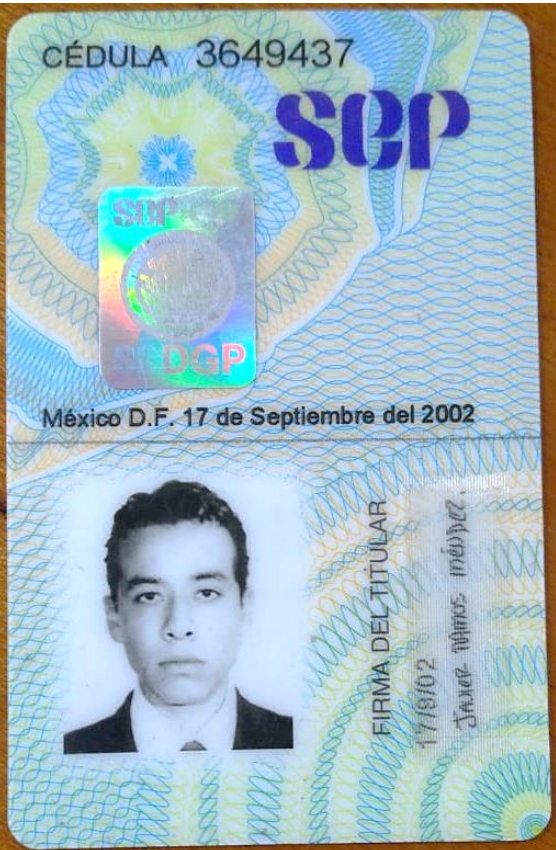 CÉDULA 3649437
SEP
SEP
DGP
México D.F. 17 de Septiembre del 2002
FIRMA DEL TITULAR
17/9/02
Javier Ramos Méndez.